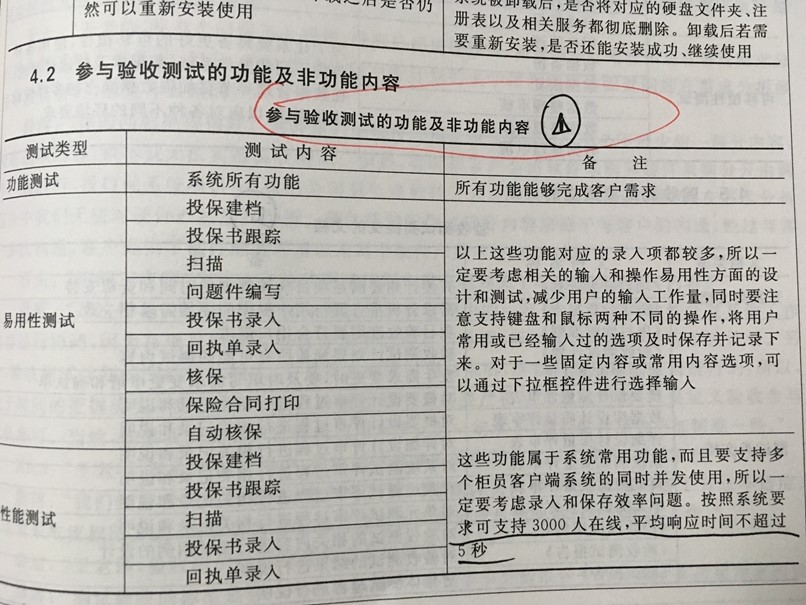 然可以重新安装使用
系统被卸载后,是否将对应的硬盘文件夹、注
册表以及相关服务都彻底删除。卸载后若需
要重新安装,是否还能安装成功、继续使用
4.2 参与验收测试的功能及非功能内容
参与验收测试的功能及非功能内容
测试类型 测试内容 备注
功能测试 系统所有功能 所有功能能够完成客户需求
易用性测试
投保建档
投保书跟踪
扫描
问题件编写
投保书录入
回执单录入
核保
保险合同打印
自动核保
以上这些功能对应的录入项都较多,所以一
定要考虑相关的输入和操作易用性方面的设
计和测试,减少用户的输入工作量,同时要注
意支持键盘和鼠标两种不同的操作,将用户
常用或已经输入过的选项及时保存并记录下
来。对于一些固定内容或常用内容选项,可
以通过下拉框控件进行选择输入
性能测试
投保建档
投保书跟踪
扫描
投保书录入
回执单录入
这些功能属于系统常用功能,而且要支持多
个柜员客户端系统的同时并发使用,所以一
定要考虑录入和保存效率问题。按照系统要
求可支持3000人在线,平均响应时间不超过
5秒